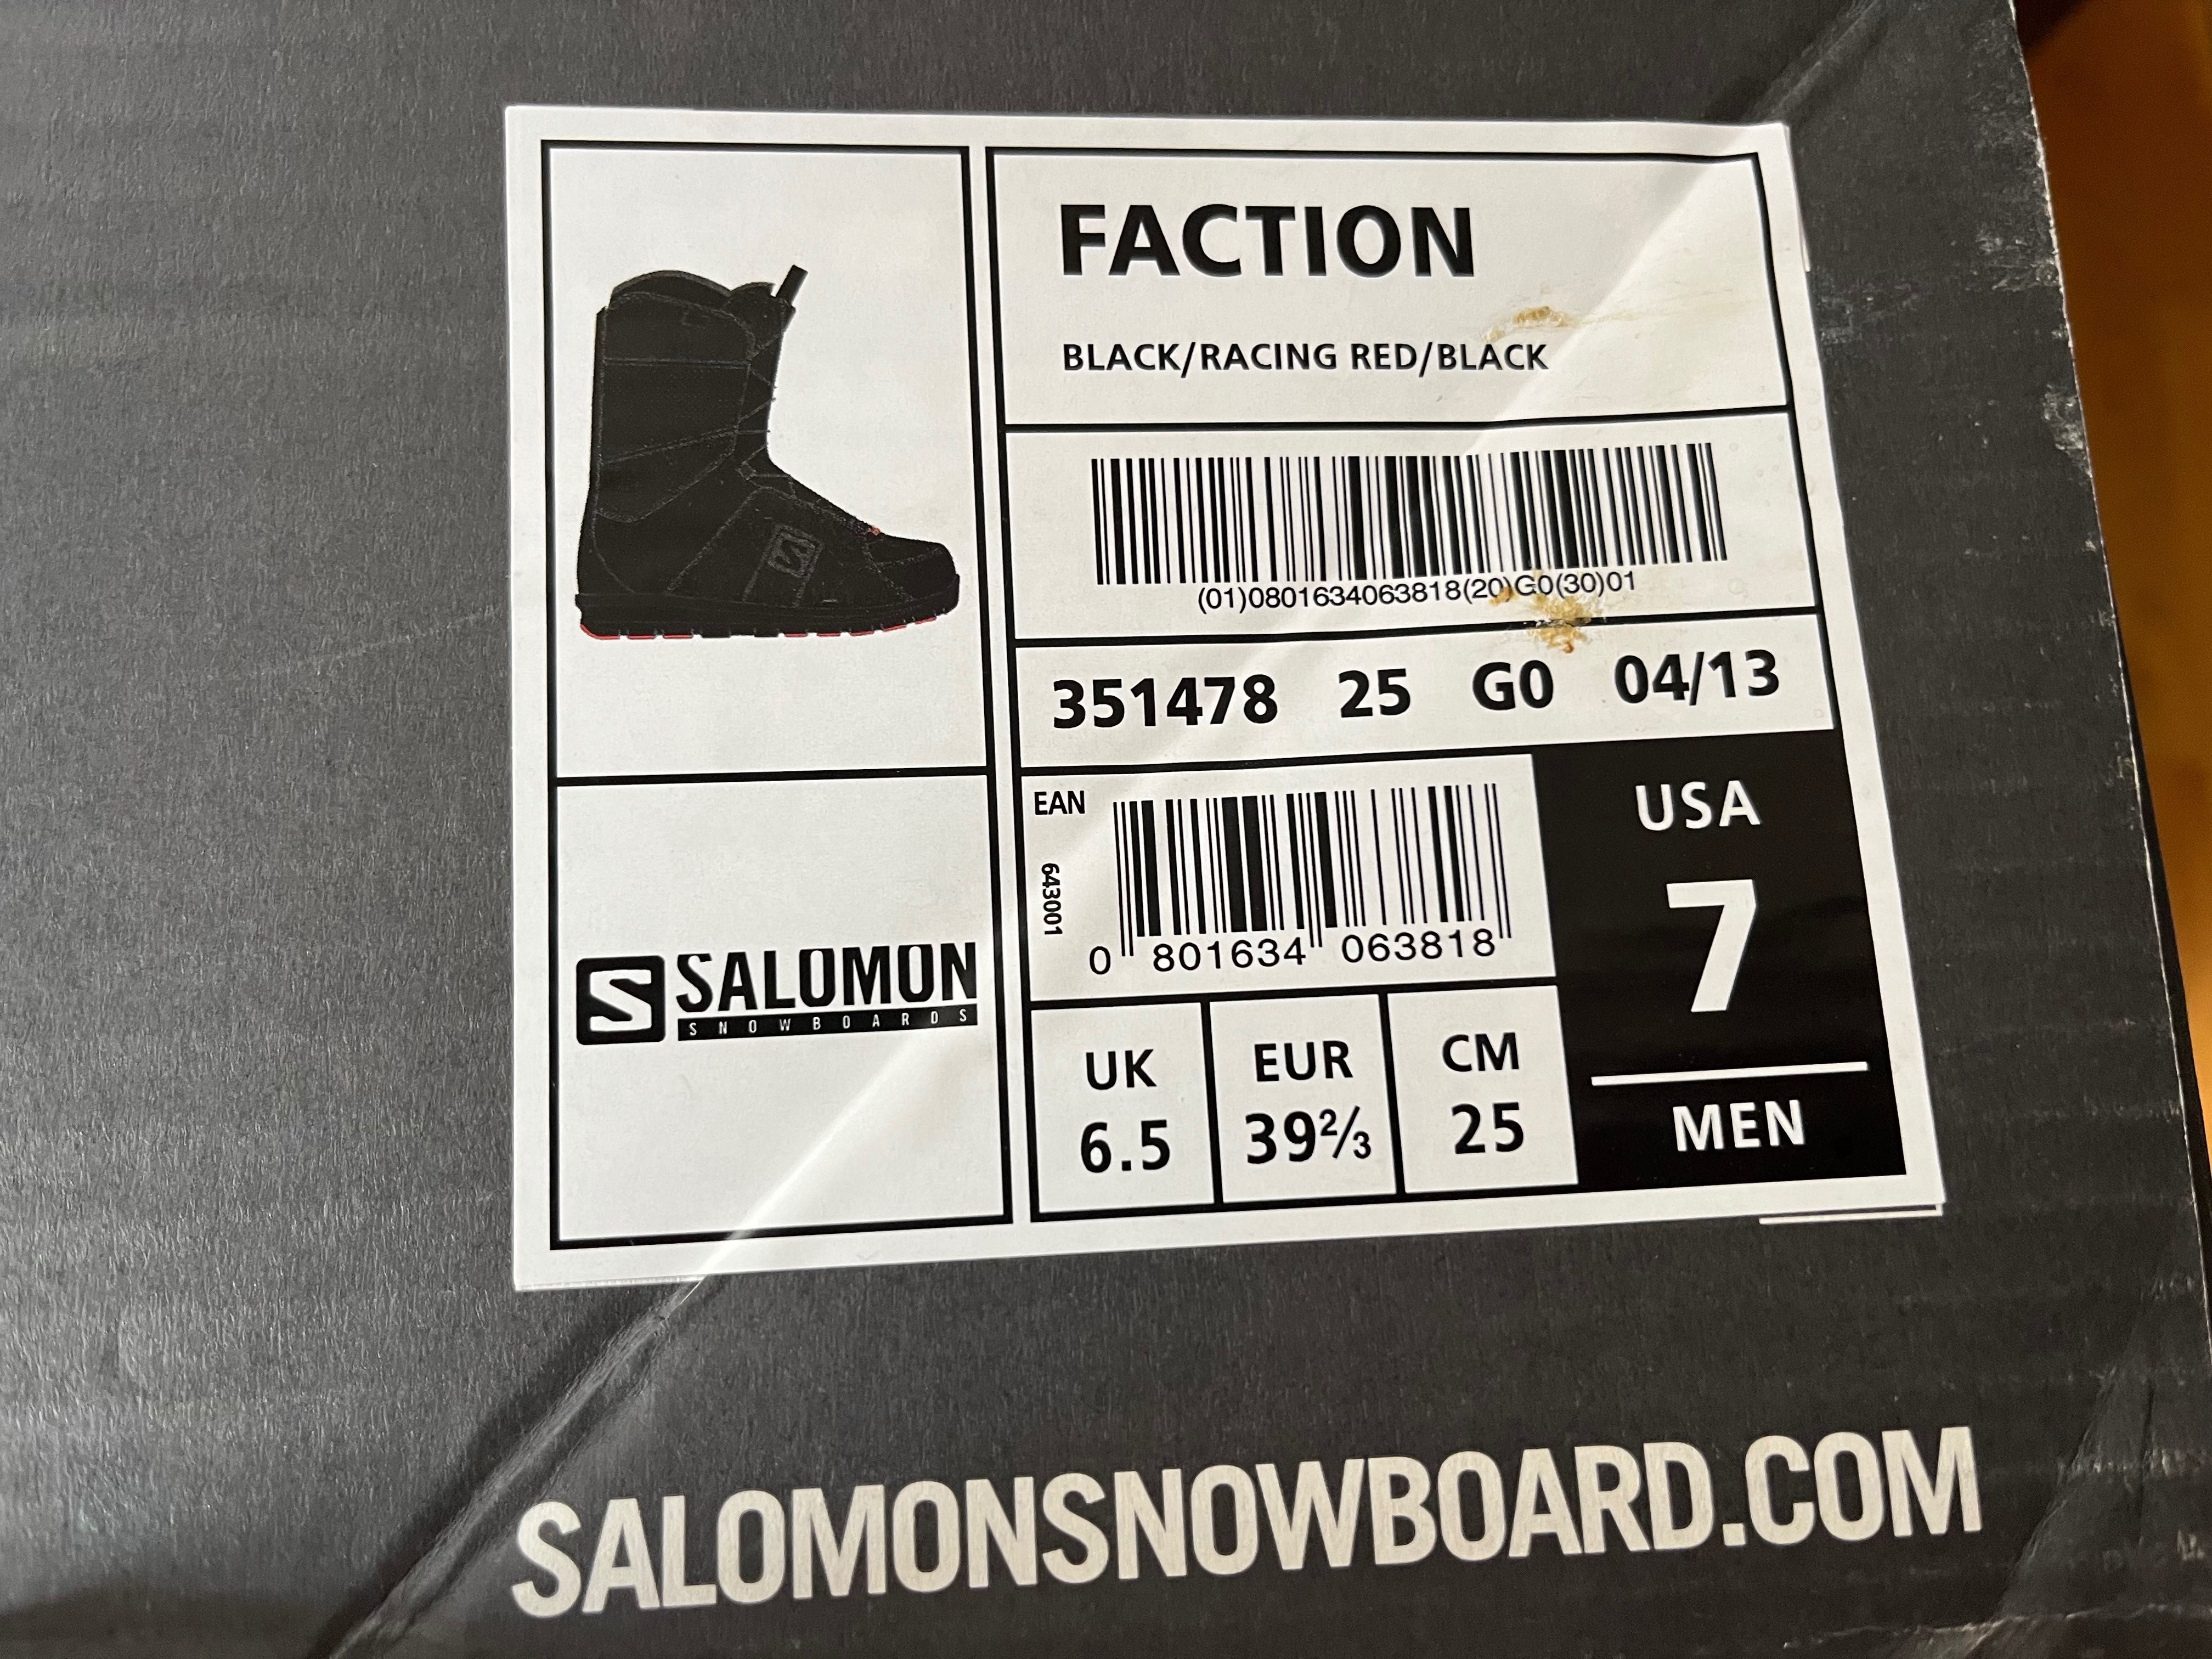 FACTION
BLACK/RACING RED/BLACK
(01)0801634063818(20)G0(30)01
351478 25 G0 04/13
EAN
643001
0 801634 063818
USA
7
MEN
UK
6.5
EUR
39⅔
CM
25
S SALOMON
SNOWBOARDS
SALOMONSNOWBOARD.COM